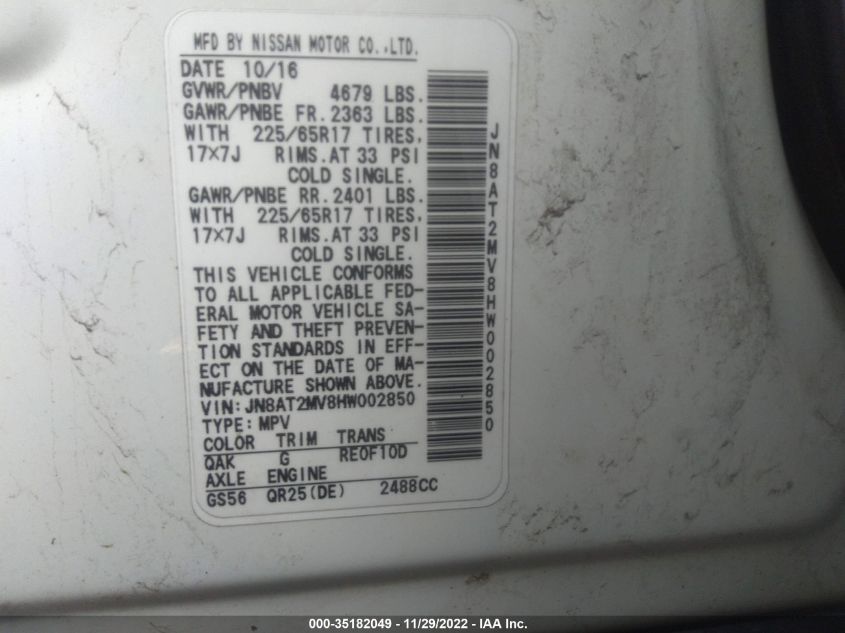 MFD BY NISSAN MOTOR CO.,LTD.
DATE 10/16
GVWR/PNBV 4679 LBS.
GAWR/PNBE FR. 2363 LBS.
WITH 225/65R17 TIRES,
17×7J RIMS.AT 33 PSI
COLD SINGLE.
GAWR/PNBE RR. 2401 LBS.
WITH 225/65R17 TIRES,
17×7J RIMS.AT 33 PSI
COLD SINGLE.
THIS VEHICLE CONFORMS
TO ALL APPLICABLE FED-
ERAL MOTOR VEHICLE SA-
FETY AND THEFT PREVEN-
TION STANDARDS IN EFF-
ECT ON THE DATE OF MA-
NUFACTURE SHOWN ABOVE.
VIN:JN8AT2MV8HW002850
TYPE:MPV
COLOR TRIM TRANS
QAK G RE0F10D
AXLE ENGINE
GS56 QR25(DE) 2488CC
JN8AT2MV8HW002850
000-35182049 - 11/29/2022 - IAA Inc.